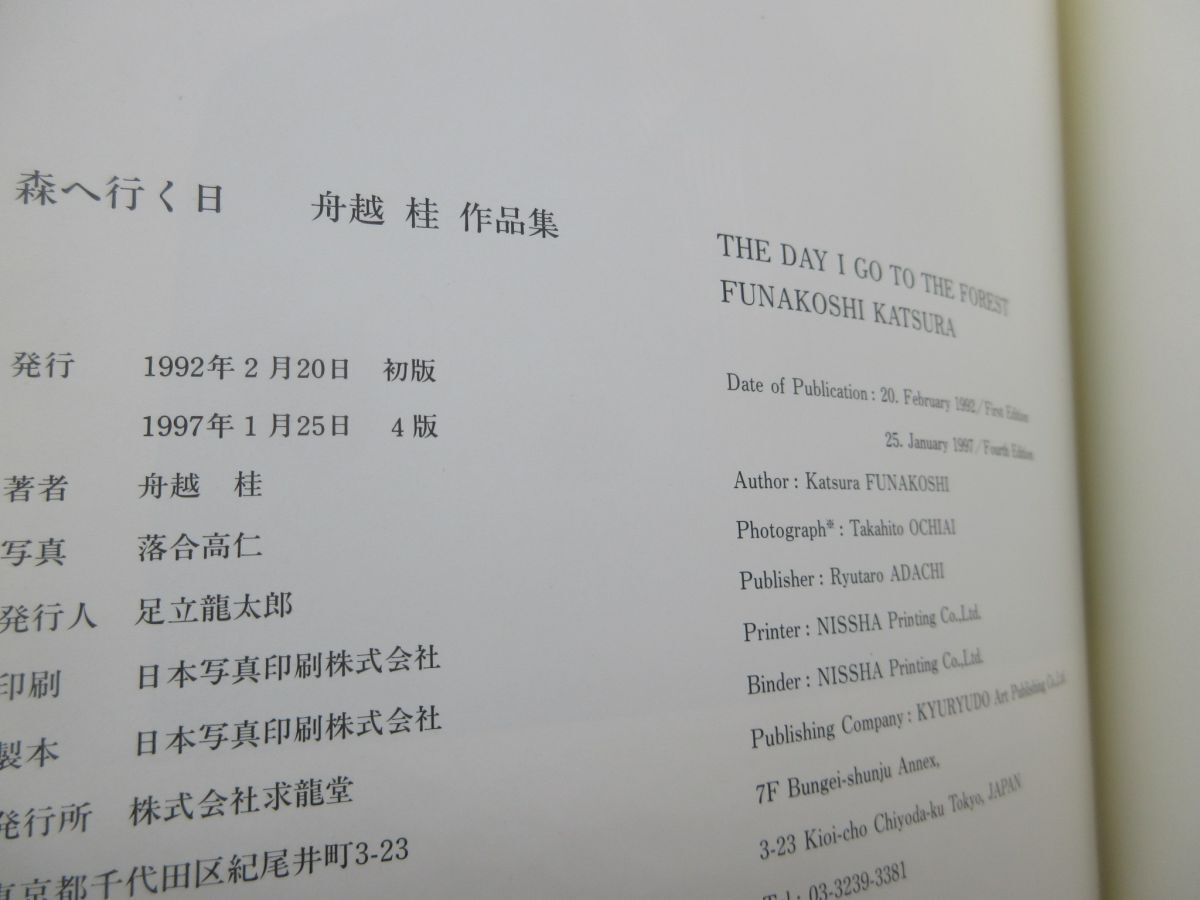 森へ行く日　舟越 桂 作品集
発行　1992年2月20日　初版
1997年1月25日　4版
著者　舟越　桂
写真　落合高仁
発行人　足立龍太郎
印刷　日本写真印刷株式会社
製本　日本写真印刷株式会社
発行所　株式会社求龍堂
東京都千代田区紀尾井町3-23
THE DAY I GO TO THE FOREST
FUNAKOSHI KATSURA
Date of Publication : 20. February 1992/First Edition
25. January 1997/Fourth Edition
Author : Katsura FUNAKOSHI
Photograph* : Takahito OCHIAI
Publisher : Ryutaro ADACHI
Printer : NISSHA Printing Co.,Ltd.
Binder : NISSHA Printing Co.,Ltd.
Publishing Company : KYURYUDO Art Publishing Co.,Ltd
7F Bungei-shunju Annex,
3-23 Kioi-cho Chiyoda-ku Tokyo, JAPAN
Tel : 03-3239-3381